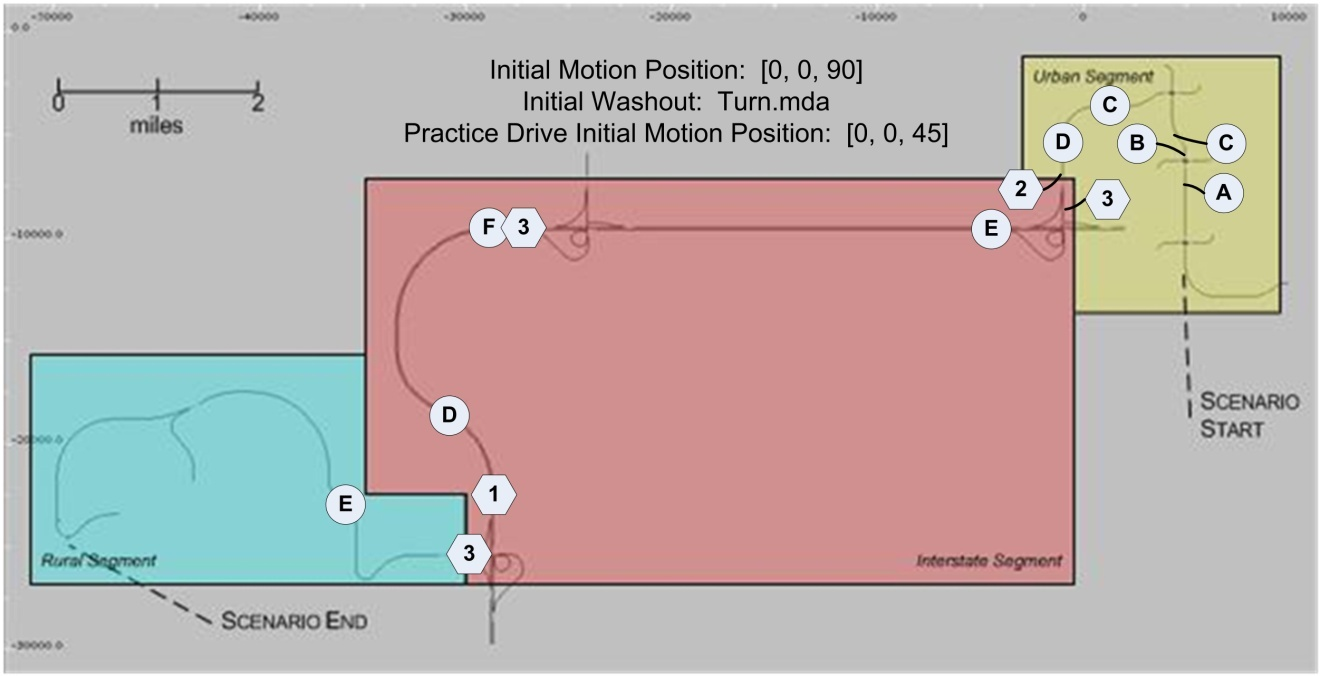 -50000 -40000 -30000 -20000 -10000 0 10000
0.0
Initial Motion Position: [0, 0, 90]
Initial Washout: Turn.mda
Practice Drive Initial Motion Position: [0, 0, 45]
0 1 2
miles
Urban Segment
C
D B C
2 3 A
F 3 E
-10000.0
SCENARIO
START
D
-20000.0
1
E
3
Rural Segment
Interstate Segment
SCENARIO END
-30000.0